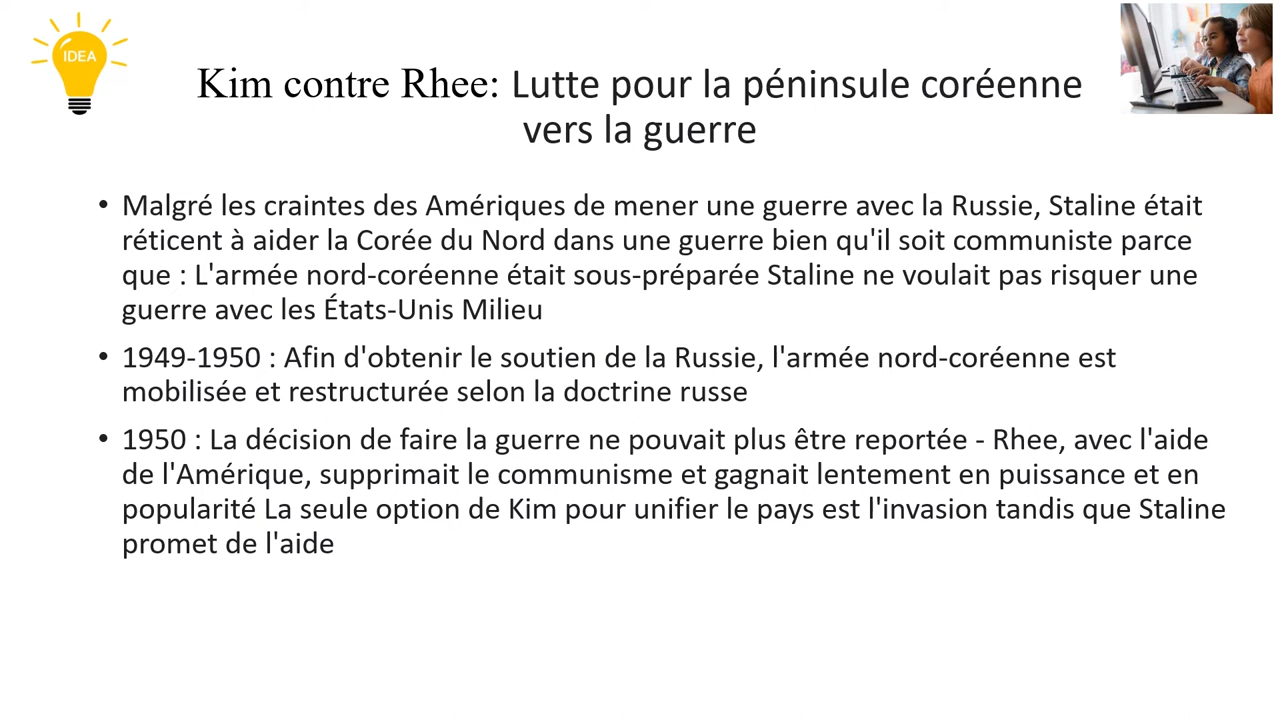 IDEA
Kim contre Rhee: Lutte pour la péninsule coréenne
vers la guerre
• Malgré les craintes des Amériques de mener une guerre avec la Russie, Staline était
réticent à aider la Corée du Nord dans une guerre bien qu'il soit communiste parce
que : L'armée nord-coréenne était sous-préparée Staline ne voulait pas risquer une
guerre avec les États-Unis Milieu
• 1949-1950 : Afin d'obtenir le soutien de la Russie, l'armée nord-coréenne est
mobilisée et restructurée selon la doctrine russe
• 1950 : La décision de faire la guerre ne pouvait plus être reportée - Rhee, avec l'aide
de l'Amérique, supprimait le communisme et gagnait lentement en puissance et en
popularité La seule option de Kim pour unifier le pays est l'invasion tandis que Staline
promet de l'aide